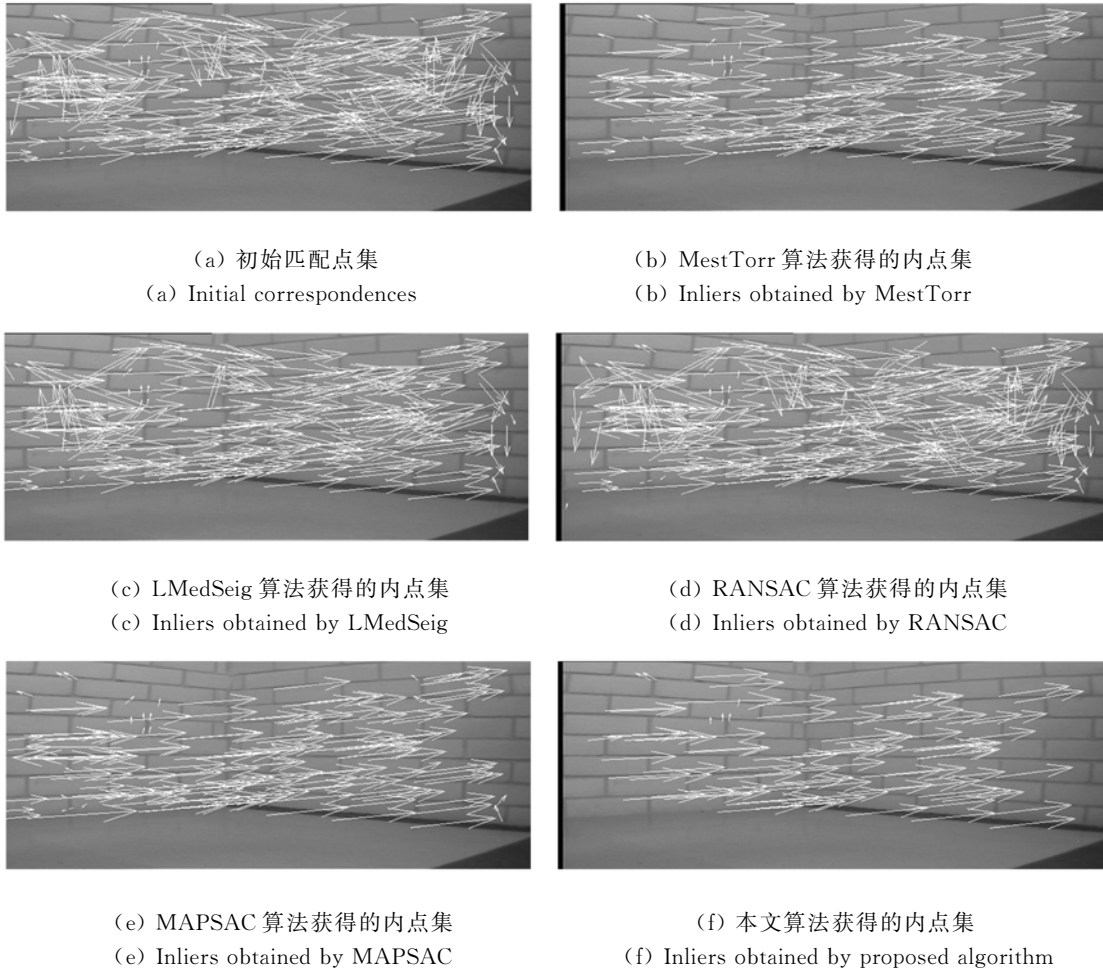 (a) 初始匹配点集
(a) Initial correspondences
(b) MestTorr 算法获得的内点集
(b) Inliers obtained by MestTorr
(c) LMedSeig 算法获得的内点集
(c) Inliers obtained by LMedSeig
(d) RANSAC 算法获得的内点集
(d) Inliers obtained by RANSAC
(e) MAPSAC 算法获得的内点集
(e) Inliers obtained by MAPSAC
(f) 本文算法获得的内点集
(f) Inliers obtained by proposed algorithm